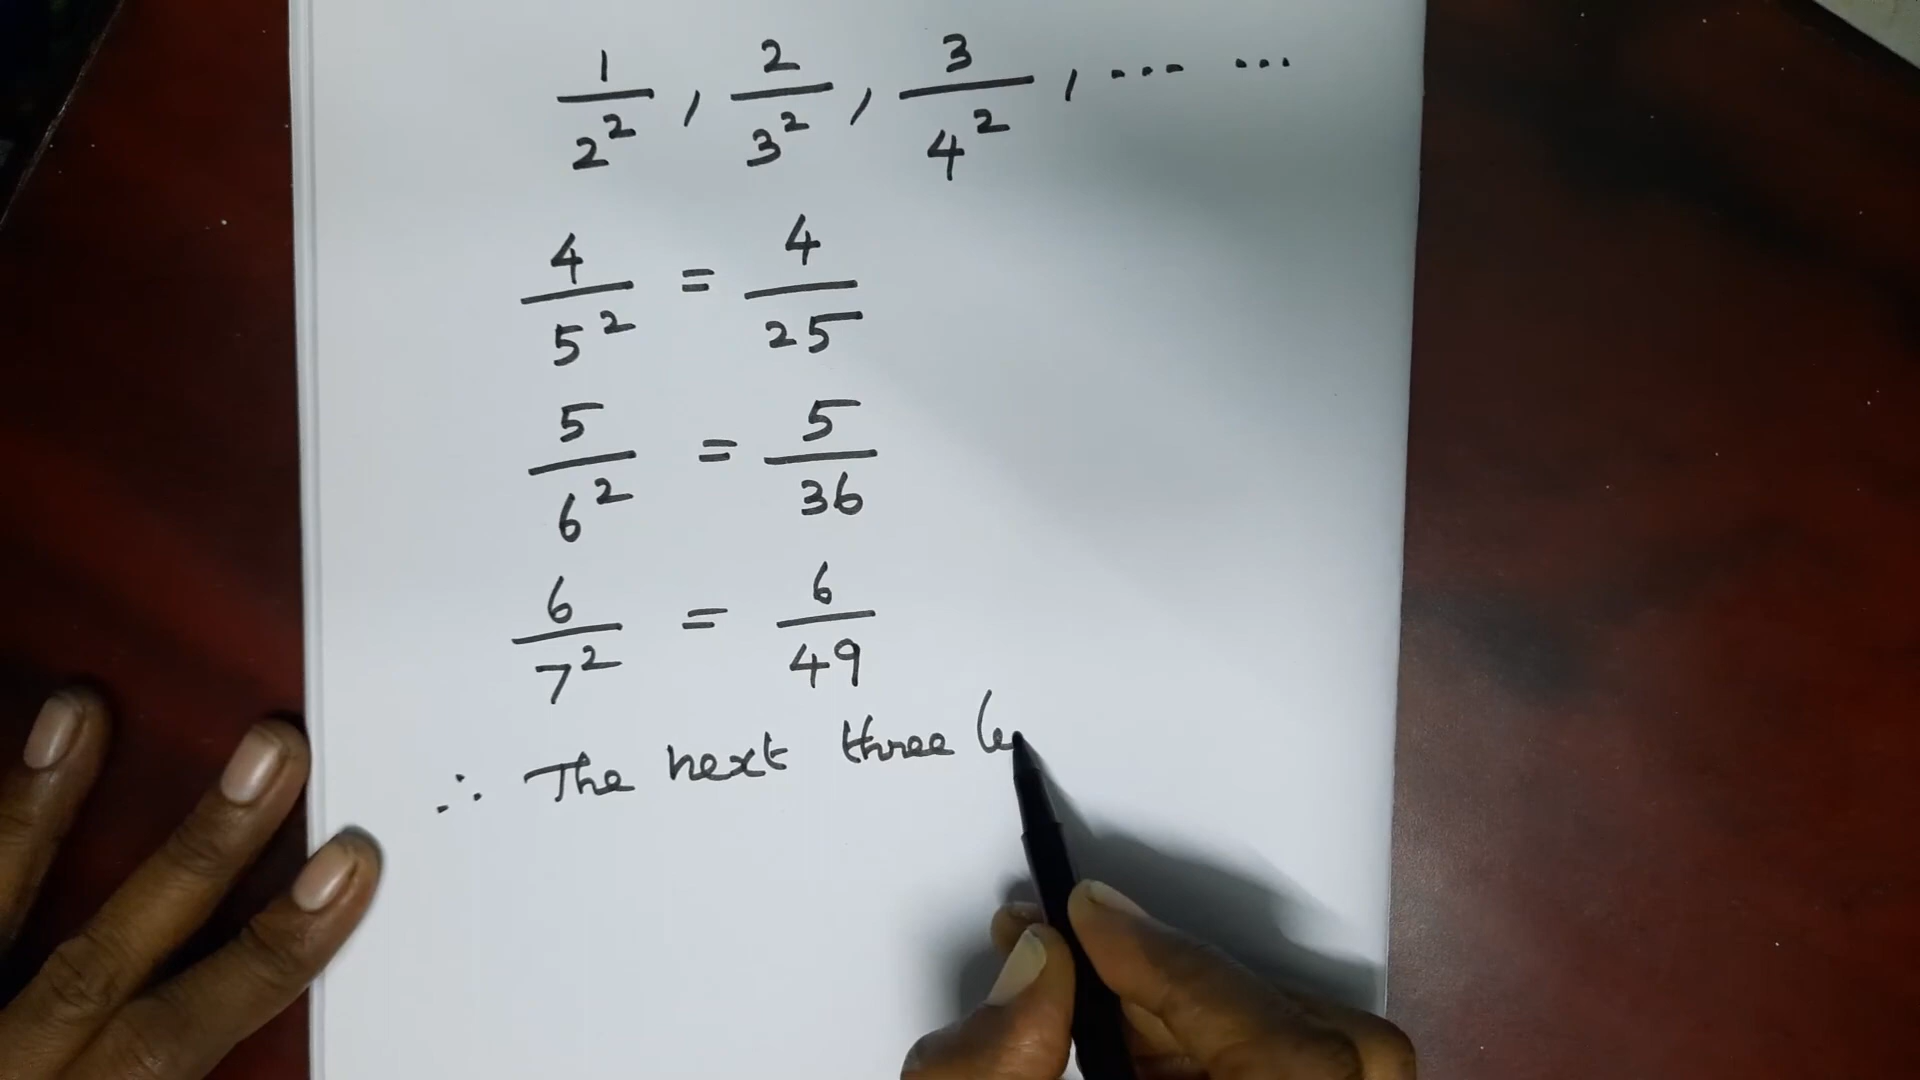 1/2², 2/3², 3/4², ... ...
4/5² = 4/25
5/6² = 5/36
6/7² = 6/49
∴ The next three